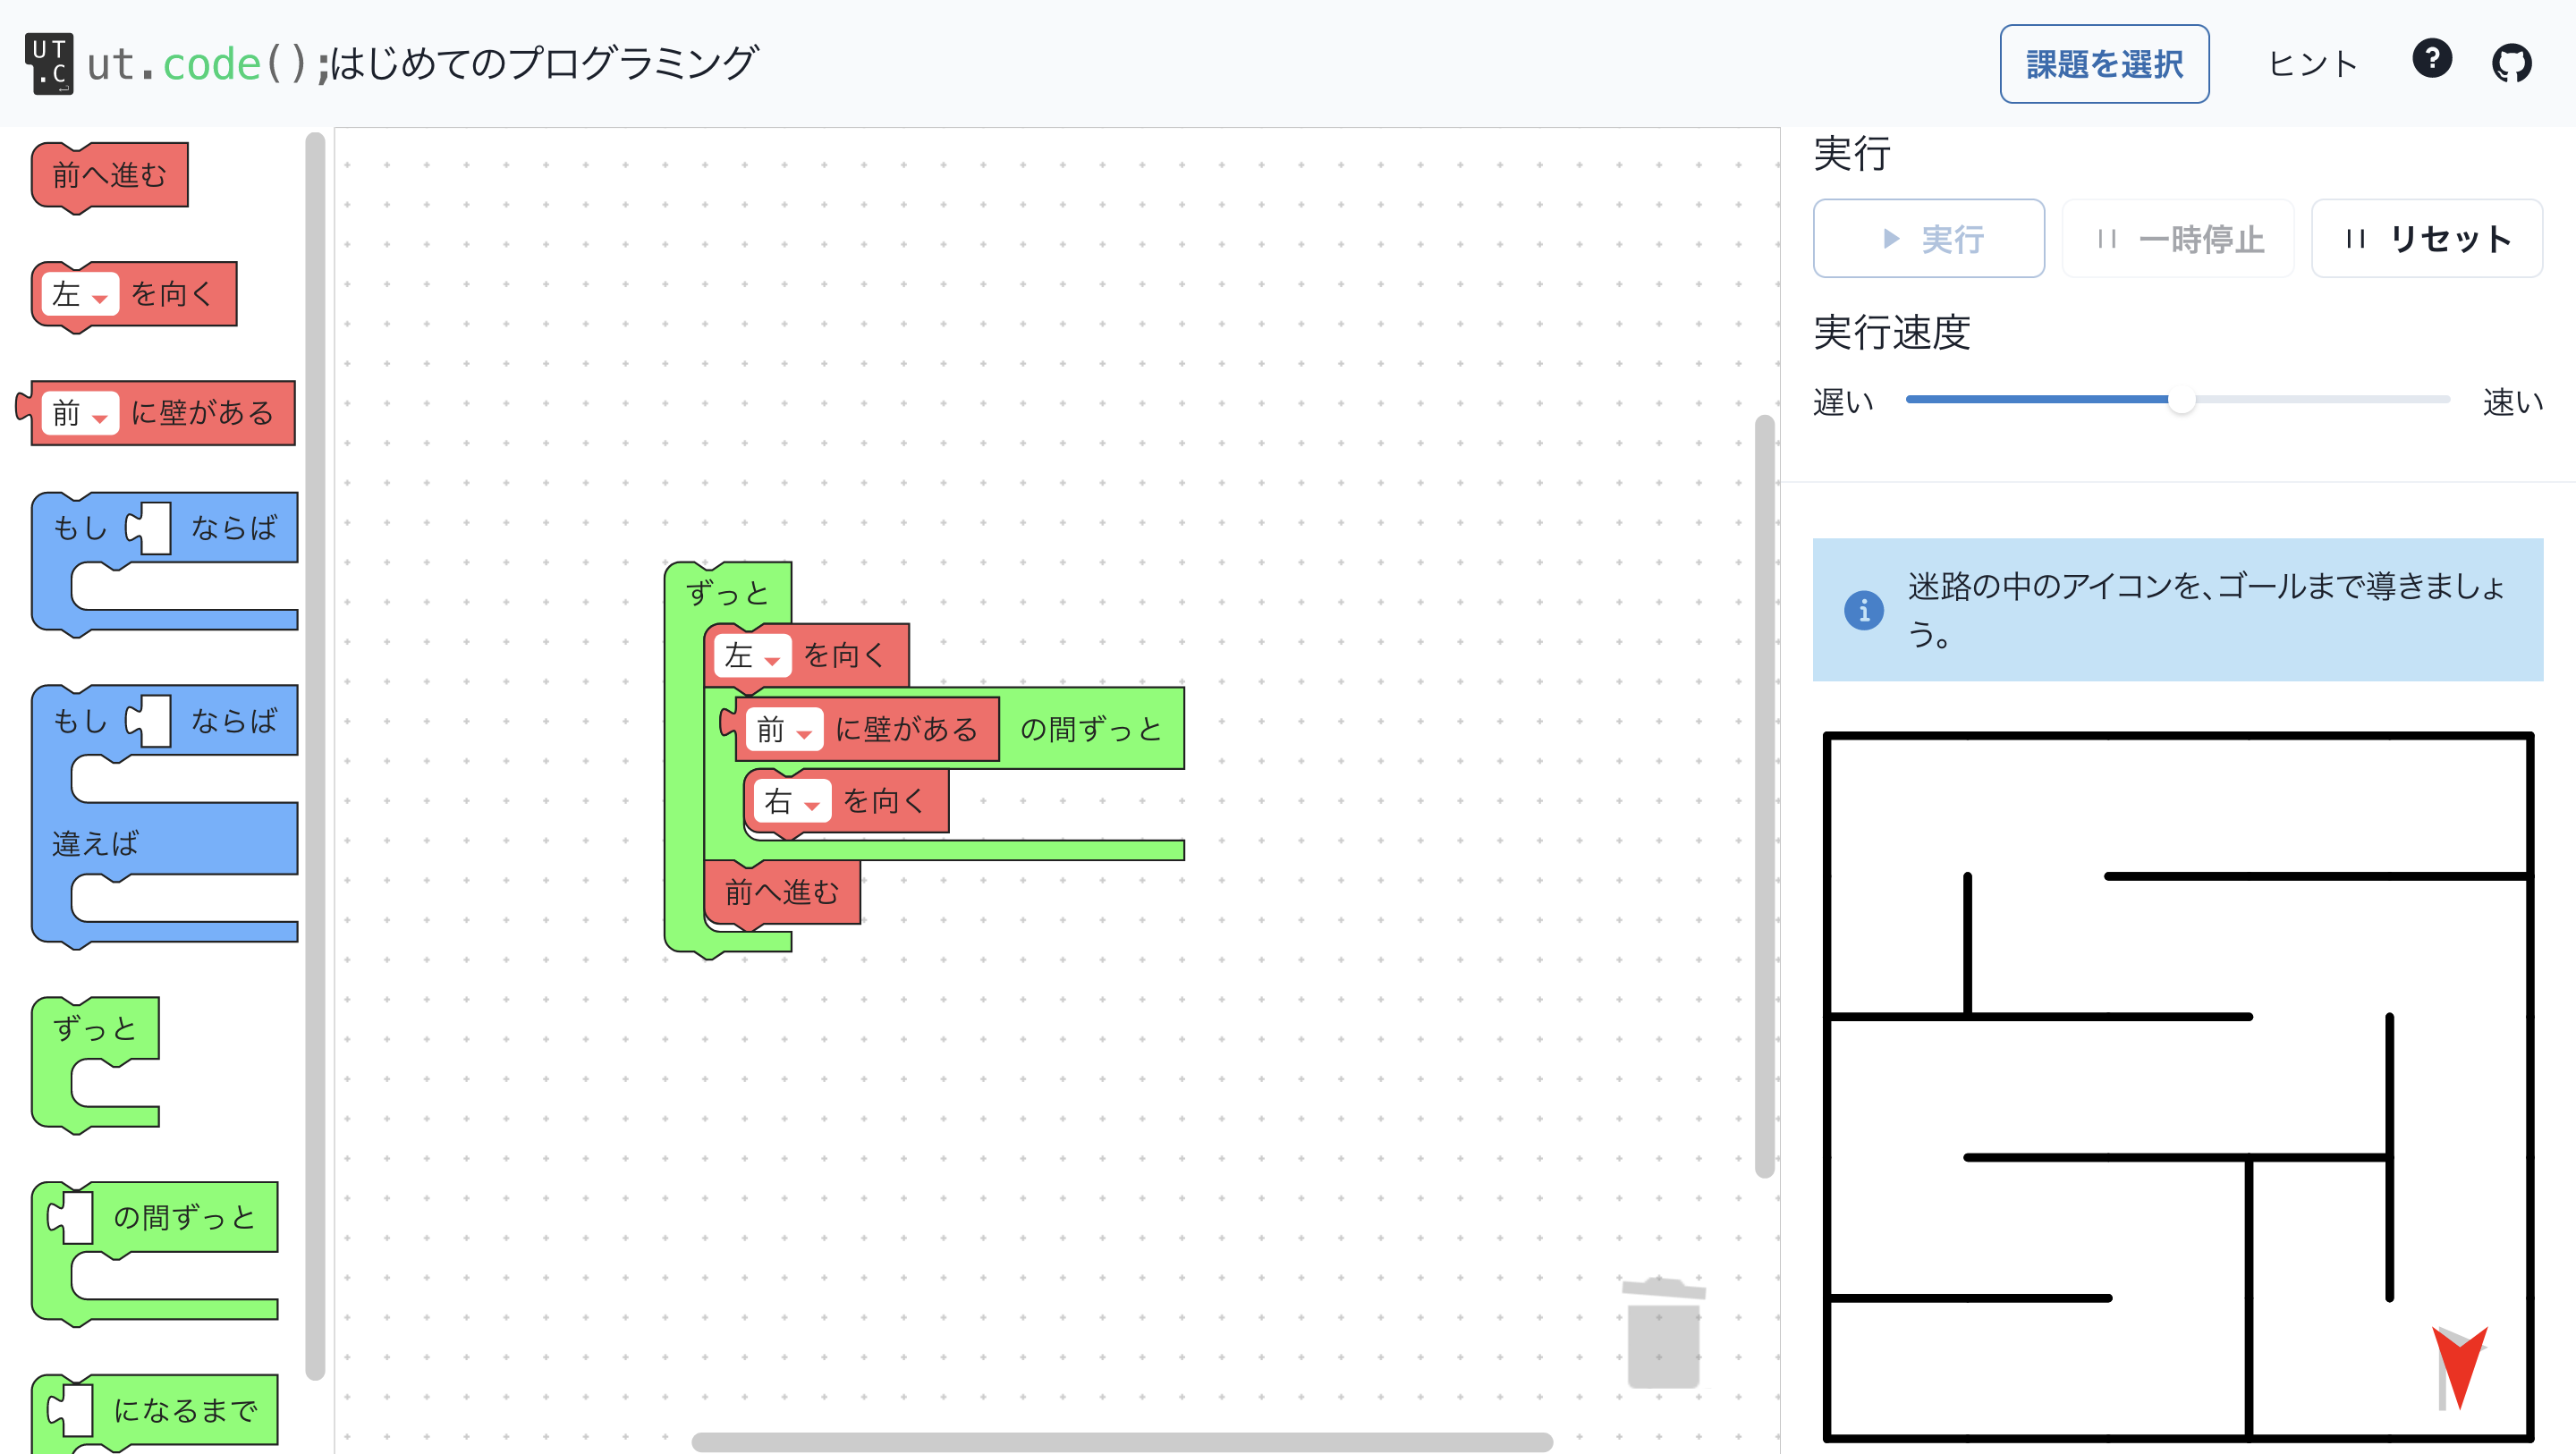 UT.C ut.code();はじめてのプログラミング
課題を選択
ヒント
前へ進む
左 を向く
前 に壁がある
もし ならば
もし ならば
違えば
ずっと
の間ずっと
になるまで
ずっと
左 を向く
前 に壁がある の間ずっと
右 を向く
前へ進む
実行
実行
一時停止
リセット
実行速度
遅い
速い
迷路の中のアイコンを、ゴールまで導きましょ
う。